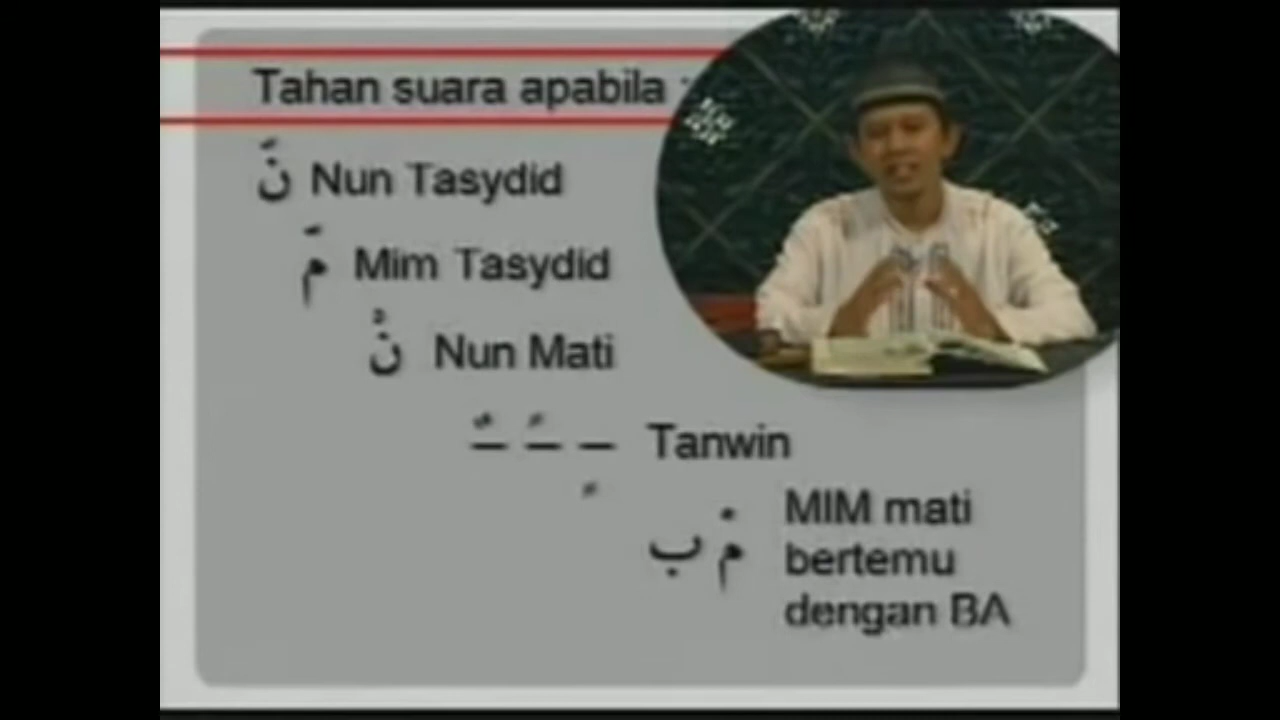 Tahan suara apabila :
نّ Nun Tasydid
مّ Mim Tasydid
نْ Nun Mati
Tanwin
مْ ب MIM mati
bertemu
dengan BA